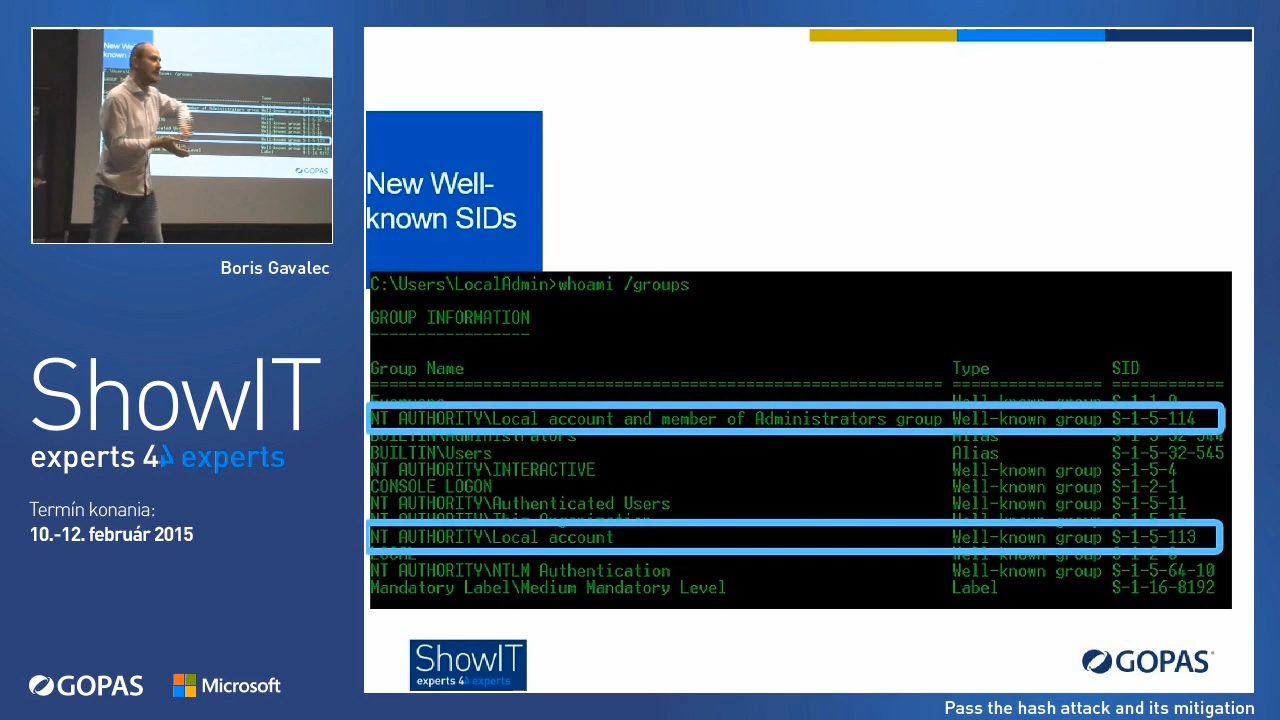 Boris Gavalec
ShowIT
experts 4 experts
Termín konania:
10.-12. február 2015
GOPAS
Microsoft
New Well-
known SIDs
C:\Users\LocalAdmin>whoami /groups
GROUP INFORMATION
-----------------
Group Name Type SID
============================================================= =============== ============
Everyone Well-known group S-1-1-0
NT AUTHORITY\Local account and member of Administrators group Well-known group S-1-5-114
BUILTIN\Administrators Alias S-1-5-32-544
BUILTIN\Users Alias S-1-5-32-545
NT AUTHORITY\INTERACTIVE Well-known group S-1-5-4
CONSOLE LOGON Well-known group S-1-2-1
NT AUTHORITY\Authenticated Users Well-known group S-1-5-11
NT AUTHORITY\This Organization Well-known group S-1-5-15
NT AUTHORITY\Local account Well-known group S-1-5-113
LOCAL Well-known group S-1-2-0
NT AUTHORITY\NTLM Authentication Well-known group S-1-5-64-10
Mandatory Label\Medium Mandatory Level Label S-1-16-8192
ShowIT
experts 4 experts
GOPAS
Pass the hash attack and its mitigation